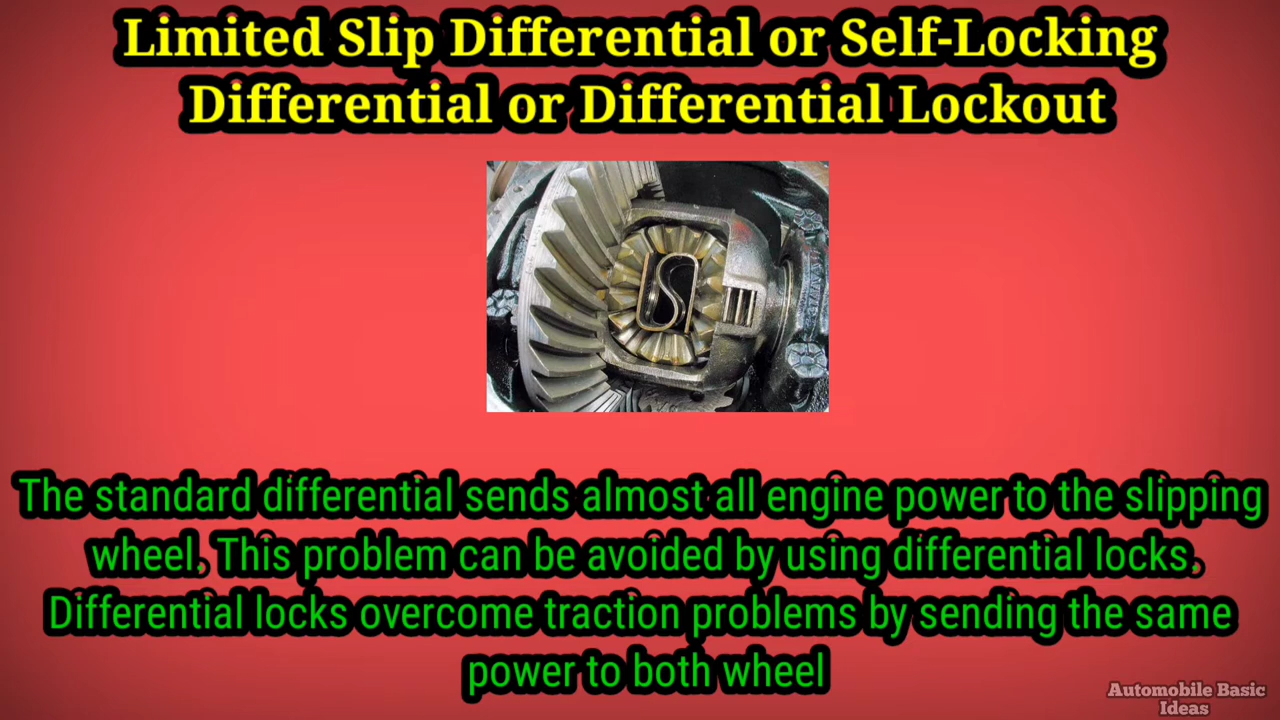 Limited Slip Differential or Self-Locking
Differential or Differential Lockout
The standard differential sends almost all engine power to the slipping
wheel. This problem can be avoided by using differential locks.
Differential locks overcome traction problems by sending the same
power to both wheel
Automobile Basic
Ideas